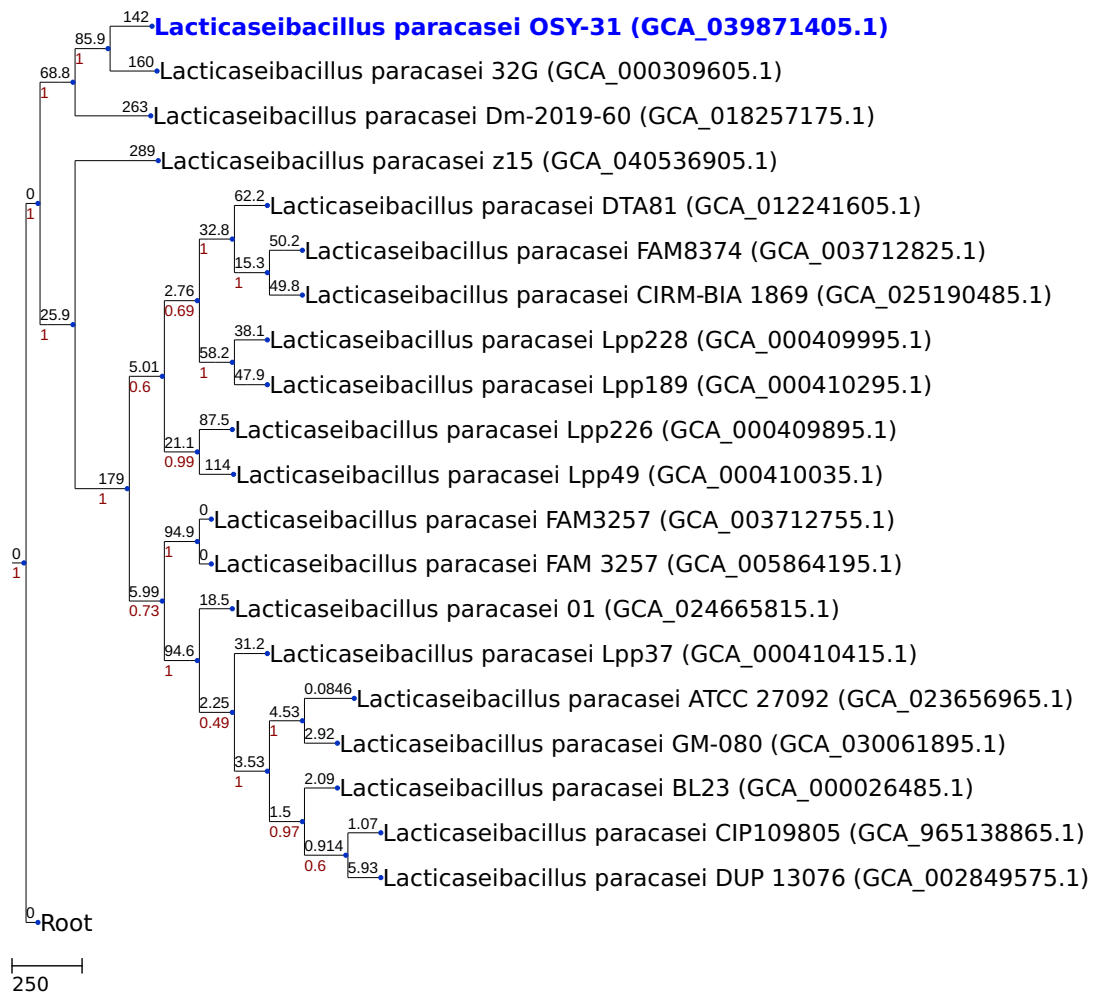 142
Lacticaseibacillus paracasei OSY-31 (GCA_039871405.1)
85.9
1
160
Lacticaseibacillus paracasei 32G (GCA_000309605.1)
68.8
1
263
Lacticaseibacillus paracasei Dm-2019-60 (GCA_018257175.1)
289
Lacticaseibacillus paracasei z15 (GCA_040536905.1)
0
1
62.2
Lacticaseibacillus paracasei DTA81 (GCA_012241605.1)
32.8
1
50.2
Lacticaseibacillus paracasei FAM8374 (GCA_003712825.1)
15.3
1
49.8
Lacticaseibacillus paracasei CIRM-BIA 1869 (GCA_025190485.1)
2.76
0.69
25.9
1
38.1
Lacticaseibacillus paracasei Lpp228 (GCA_000409995.1)
58.2
1
47.9
Lacticaseibacillus paracasei Lpp189 (GCA_000410295.1)
5.01
0.6
87.5
Lacticaseibacillus paracasei Lpp226 (GCA_000409895.1)
21.1
0.99
114
Lacticaseibacillus paracasei Lpp49 (GCA_000410035.1)
179
1
0
Lacticaseibacillus paracasei FAM3257 (GCA_003712755.1)
94.9
1
0
Lacticaseibacillus paracasei FAM 3257 (GCA_005864195.1)
0
1
5.99
0.73
18.5
Lacticaseibacillus paracasei 01 (GCA_024665815.1)
94.6
1
31.2
Lacticaseibacillus paracasei Lpp37 (GCA_000410415.1)
2.25
0.49
0.0846
Lacticaseibacillus paracasei ATCC 27092 (GCA_023656965.1)
4.53
1
2.92
Lacticaseibacillus paracasei GM-080 (GCA_030061895.1)
3.53
1
2.09
Lacticaseibacillus paracasei BL23 (GCA_000026485.1)
1.5
0.97
1.07
Lacticaseibacillus paracasei CIP109805 (GCA_965138865.1)
0.914
0.6
5.93
Lacticaseibacillus paracasei DUP 13076 (GCA_002849575.1)
0
Root
250